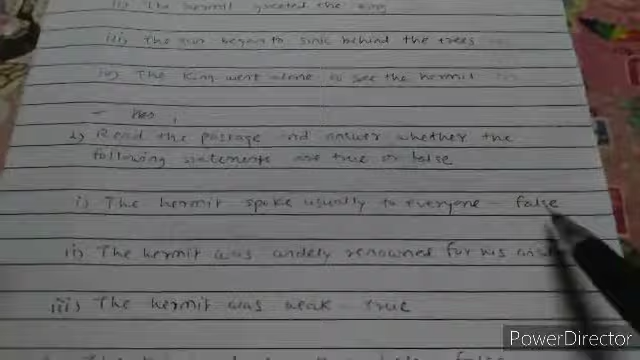 ii) The hermit greeted the king
iii) The sun began to sink behind the trees
iv) The King went alone to see the hermit
- hes,
2) Read the passage and answer whether the
following statements are true or false
i) The hermit spoke usually to everyone - false
ii) The hermit was widely renowned for his
iii) The hermit was weak - True
PowerDirector